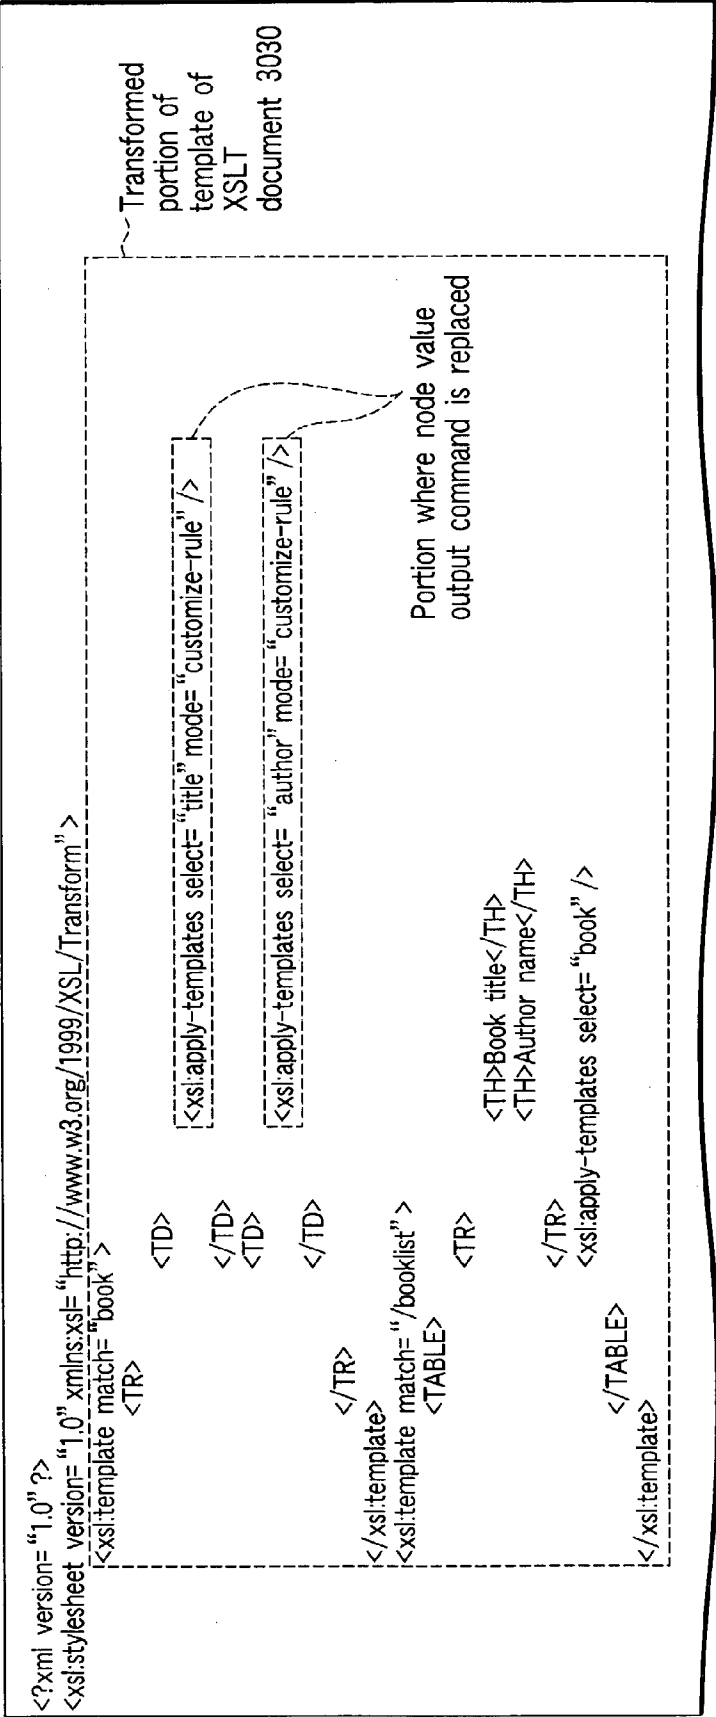 <?xml version="1.0" ?>
<xsl:stylesheet version="1.0" xmlns:xsl="http://www.w3.org/1999/XSL/Transform" >
<xsl:template match="book" >
<TR>
<TD>
<xsl:apply-templates select="title" mode="customize-rule" />
</TD>
<TD>
<xsl:apply-templates select="author" mode="customize-rule" />
</TD>
</TR>
</xsl:template>
<xsl:template match="/booklist" >
<TABLE>
<TR>
<TH>Book title</TH>
<TH>Author name</TH>
</TR>
<xsl:apply-templates select="book" />
</TABLE>
</xsl:template>
Portion where node value
output command is replaced
Transformed
portion of
template of
XSLT
document 3030